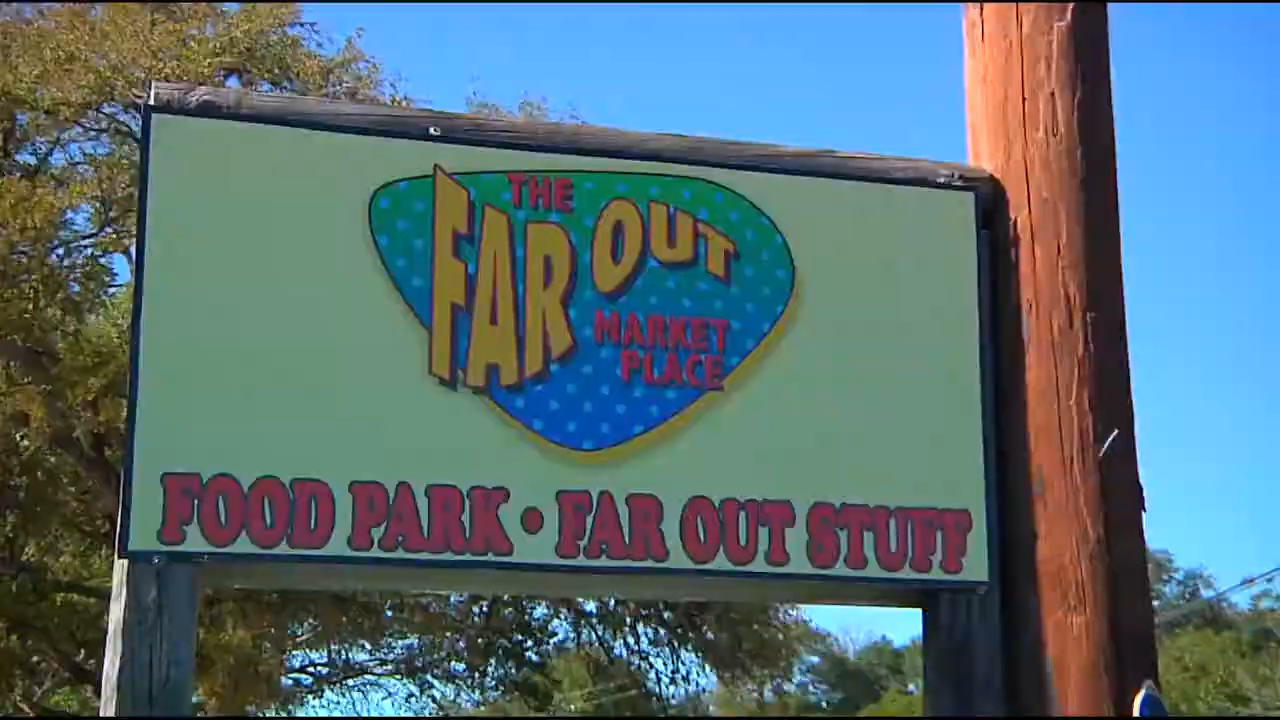 THE
FAR OUT
MARKET
PLACE
FOOD PARK • FAR OUT STUFF